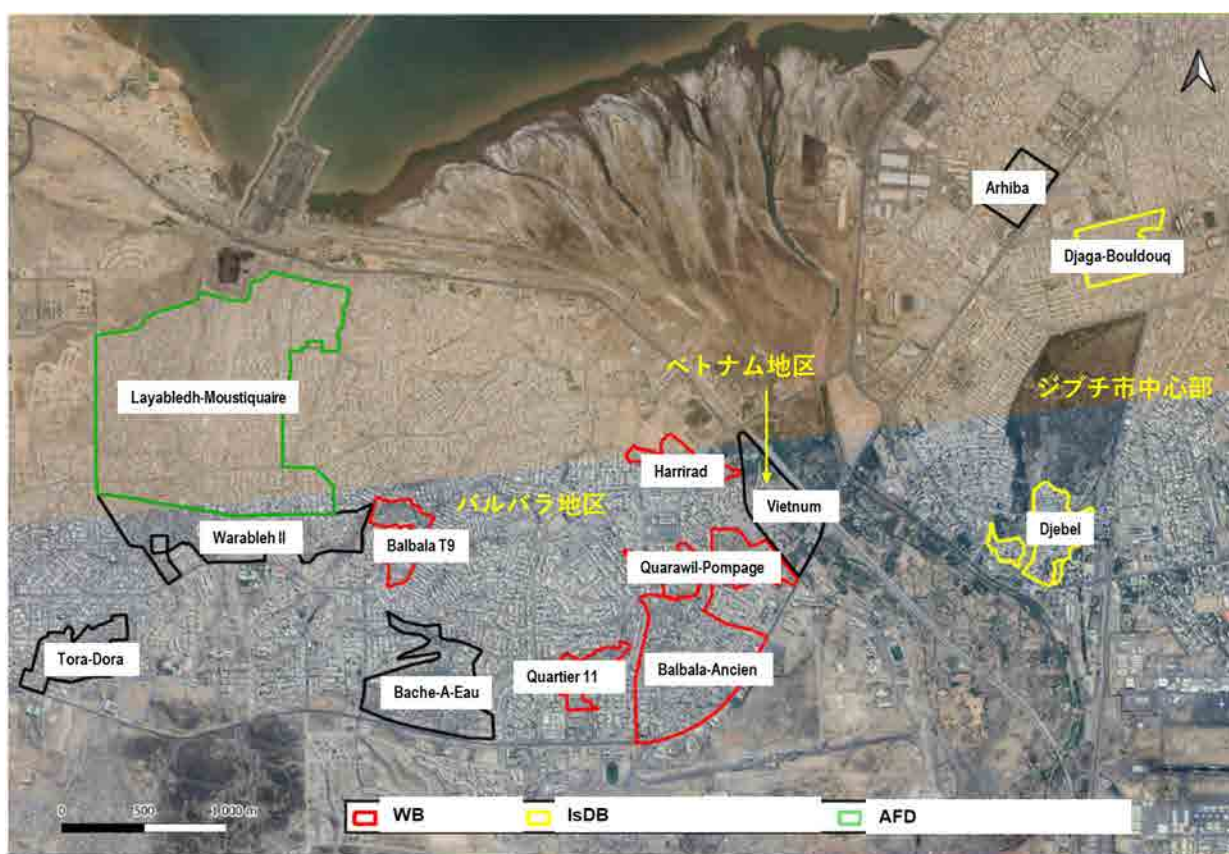 Arhiba
Djaga-Bouldouq
Layabledh-Moustiquaire
ベトナム地区
ジブチ市中心部
Harrirad
バルバラ地区
Vietnum
Warableh II
Balbala T9
Djebel
Quarawil-Pompage
Tora-Dora
Bache-A-Eau
Quartier 11
Balbala-Ancien
0 500 1,000 m
WB IsDB AFD